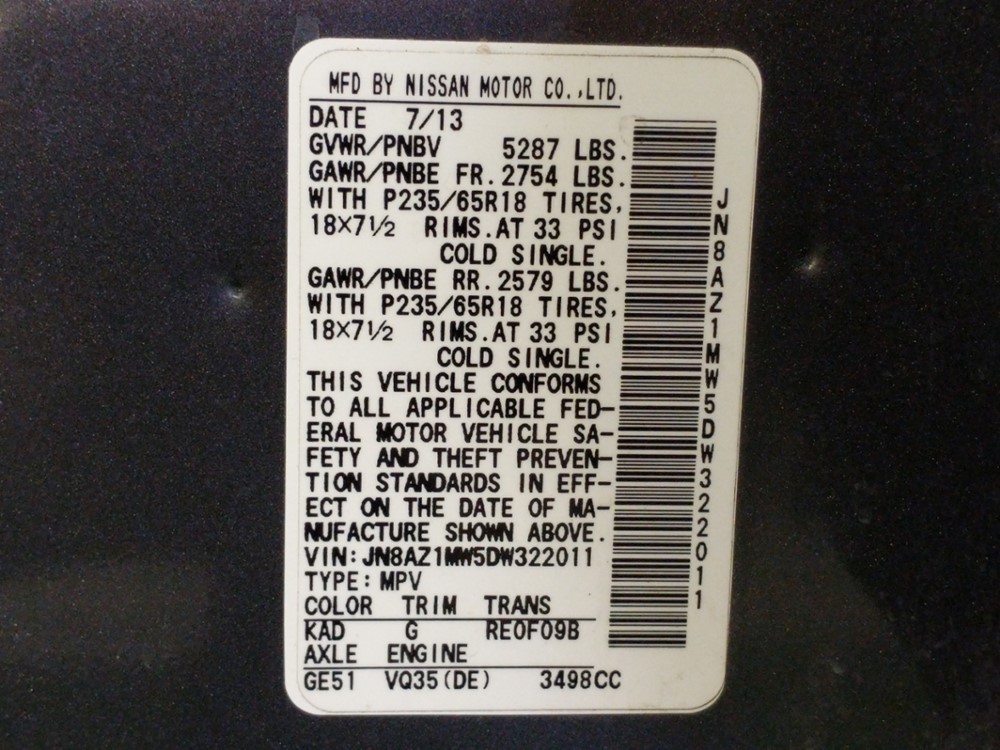 MFD BY NISSAN MOTOR CO.,LTD.
DATE 7/13
GVWR/PNBV 5287 LBS.
GAWR/PNBE FR. 2754 LBS.
WITH P235/65R18 TIRES,
18×7½ RIMS.AT 33 PSI
COLD SINGLE.
GAWR/PNBE RR. 2579 LBS.
WITH P235/65R18 TIRES,
18×7½ RIMS.AT 33 PSI
COLD SINGLE.
THIS VEHICLE CONFORMS
TO ALL APPLICABLE FED-
ERAL MOTOR VEHICLE SA-
FETY AND THEFT PREVEN-
TION STANDARDS IN EFF-
ECT ON THE DATE OF MA-
NUFACTURE SHOWN ABOVE.
VIN:JN8AZ1MW5DW322011
TYPE:MPV
COLOR TRIM TRANS
KAD G RE0F09B
AXLE ENGINE
GE51 VQ35(DE) 3498CC
JN8AZ1MW5DW322011